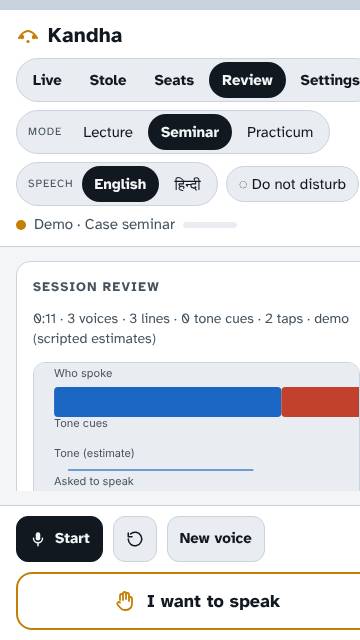 Kandha
Live Stole Seats Review Settings
MODE Lecture Seminar Practicum
SPEECH English हिन्दी Do not disturb
Demo · Case seminar
SESSION REVIEW
0:11 · 3 voices · 3 lines · 0 tone cues · 2 taps · demo
(scripted estimates)
Who spoke
Tone cues
Tone (estimate)
Asked to speak
Start New voice
I want to speak